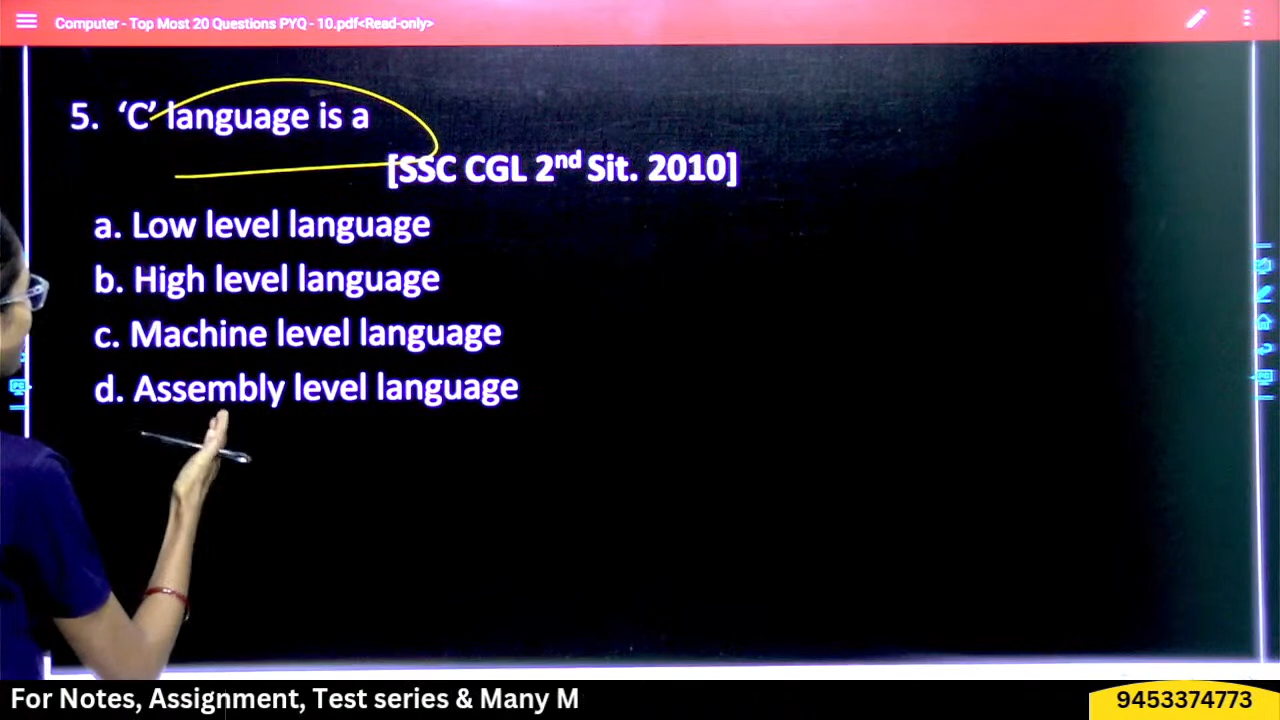 Computer - Top Most 20 Questions PYQ - 10.pdf<Read-only>
5. ‘C’ language is a
[SSC CGL 2nd Sit. 2010]
a. Low level language
b. High level language
c. Machine level language
d. Assembly level language
For Notes, Assignment, Test series & Many M
9453374773